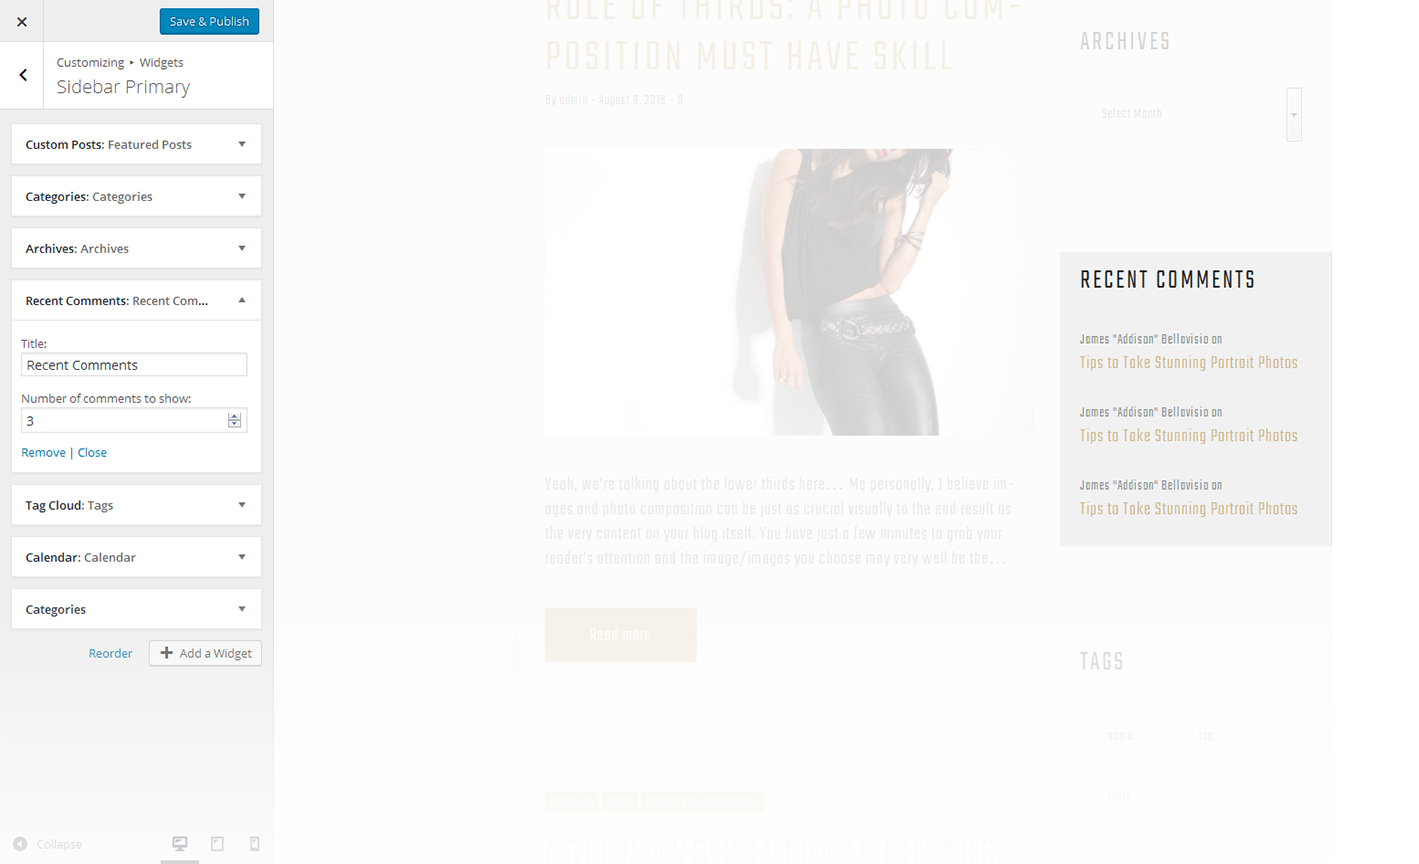 Save & Publish
Customizing ▸ Widgets
Sidebar Primary
Custom Posts: Featured Posts
Categories: Categories
Archives: Archives
Recent Comments: Recent Com...
Title:
Recent Comments
Number of comments to show:
3
Remove | Close
Tag Cloud: Tags
Calendar: Calendar
Categories
Reorder
Add a Widget
Collapse
RULE OF THIRDS: A PHOTO COM-
POSITION MUST HAVE SKILL
By admin - August 9, 2016 - 0
Yeah, we're talking about the lower thirds here... Me personally, I believe im-
ages and photo composition can be just as crucial visually to the end result as
the very content on your blog itself. You have just a few minutes to grab your
reader's attention and the image/images you choose may very well be the...
Read more
COLOR AND CONTRAST PHOTOG-
ARCHIVES
Select Month
RECENT COMMENTS
James "Addison" Bellovisio on
Tips to Take Stunning Portrait Photos
James "Addison" Bellovisio on
Tips to Take Stunning Portrait Photos
James "Addison" Bellovisio on
Tips to Take Stunning Portrait Photos
TAGS
some
tag